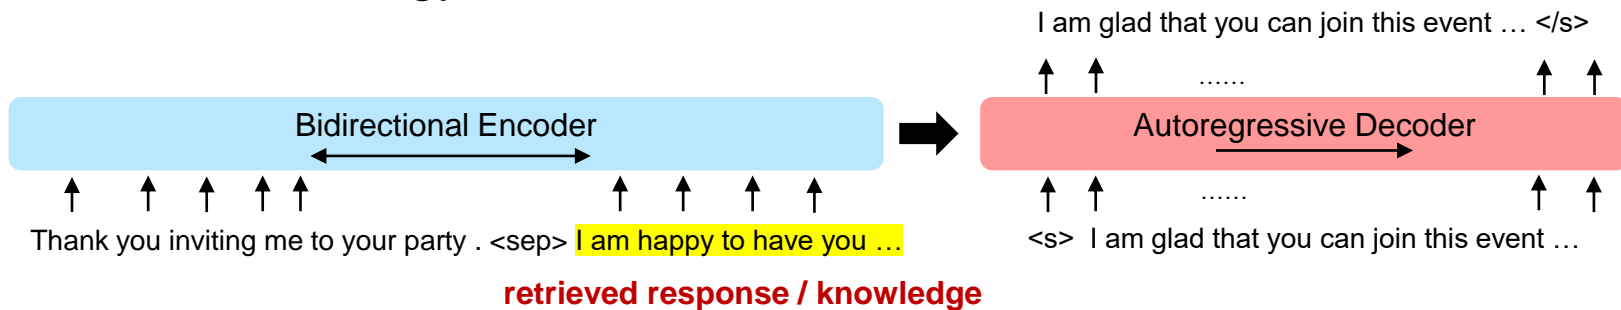 I am glad that you can join this event … </s>
……
Bidirectional Encoder
Autoregressive Decoder
……
Thank you inviting me to your party . <sep> I am happy to have you …
<s> I am glad that you can join this event …
retrieved response / knowledge